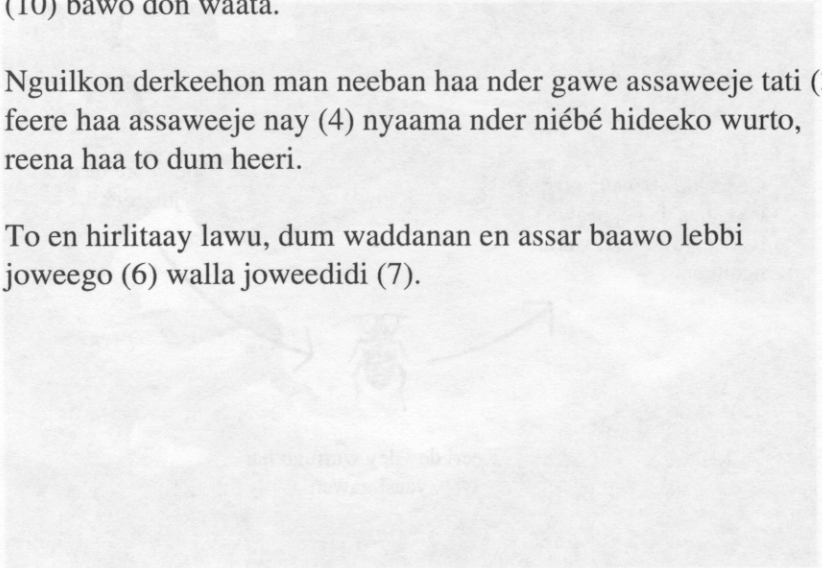 (10) bawo don waata.
Nguilkon derkeehon man neeban haa nder gawe assaweeje tati
feere haa assaweeje nay (4) nyaama nder niébé hideeko wurto,
reena haa to dum heeri.
To en hirlitaay lawu, dum waddanan en assar baawo lebbi
joweego (6) walla joweedidi (7).